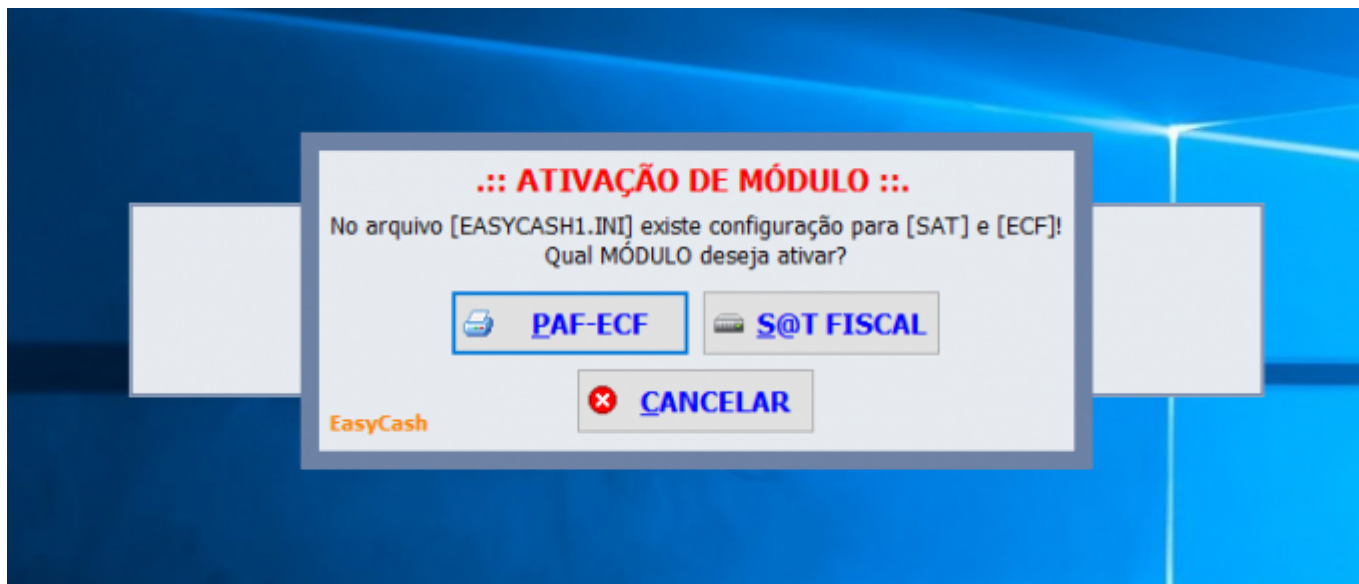 .:: ATIVAÇÃO DE MÓDULO ::.
No arquivo [EASYCASH1.INI] existe configuração para [SAT] e [ECF]!
Qual MÓDULO deseja ativar?
PAF-ECF
S@T FISCAL
CANCELAR
EasyCash